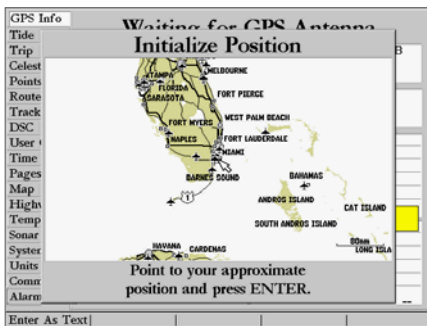 GPS Info
Waiting for GPS Antenna
Tide
Trip
Celest
Points
Route
Track
DSC
User
Time
Pages
Map
Highw
Temp
Sonar
System
Units
Comm
Alarm
B
Initialize Position
TAMPA
MELBOURNE
FLORIDA
SARASOTA
FORT PIERCE
WEST PALM BEACH
FORT MYERS
FORT LAUDERDALE
NAPLES
MIAMI
BARNES SOUND
BAHAMAS
1
ANDROS ISLAND
CAT ISLAND
SOUTH ANDROS ISLAND
80nm
HAVANA
CARDENAS
LONG ISLA
Point to your approximate
position and press ENTER.
Enter As Text